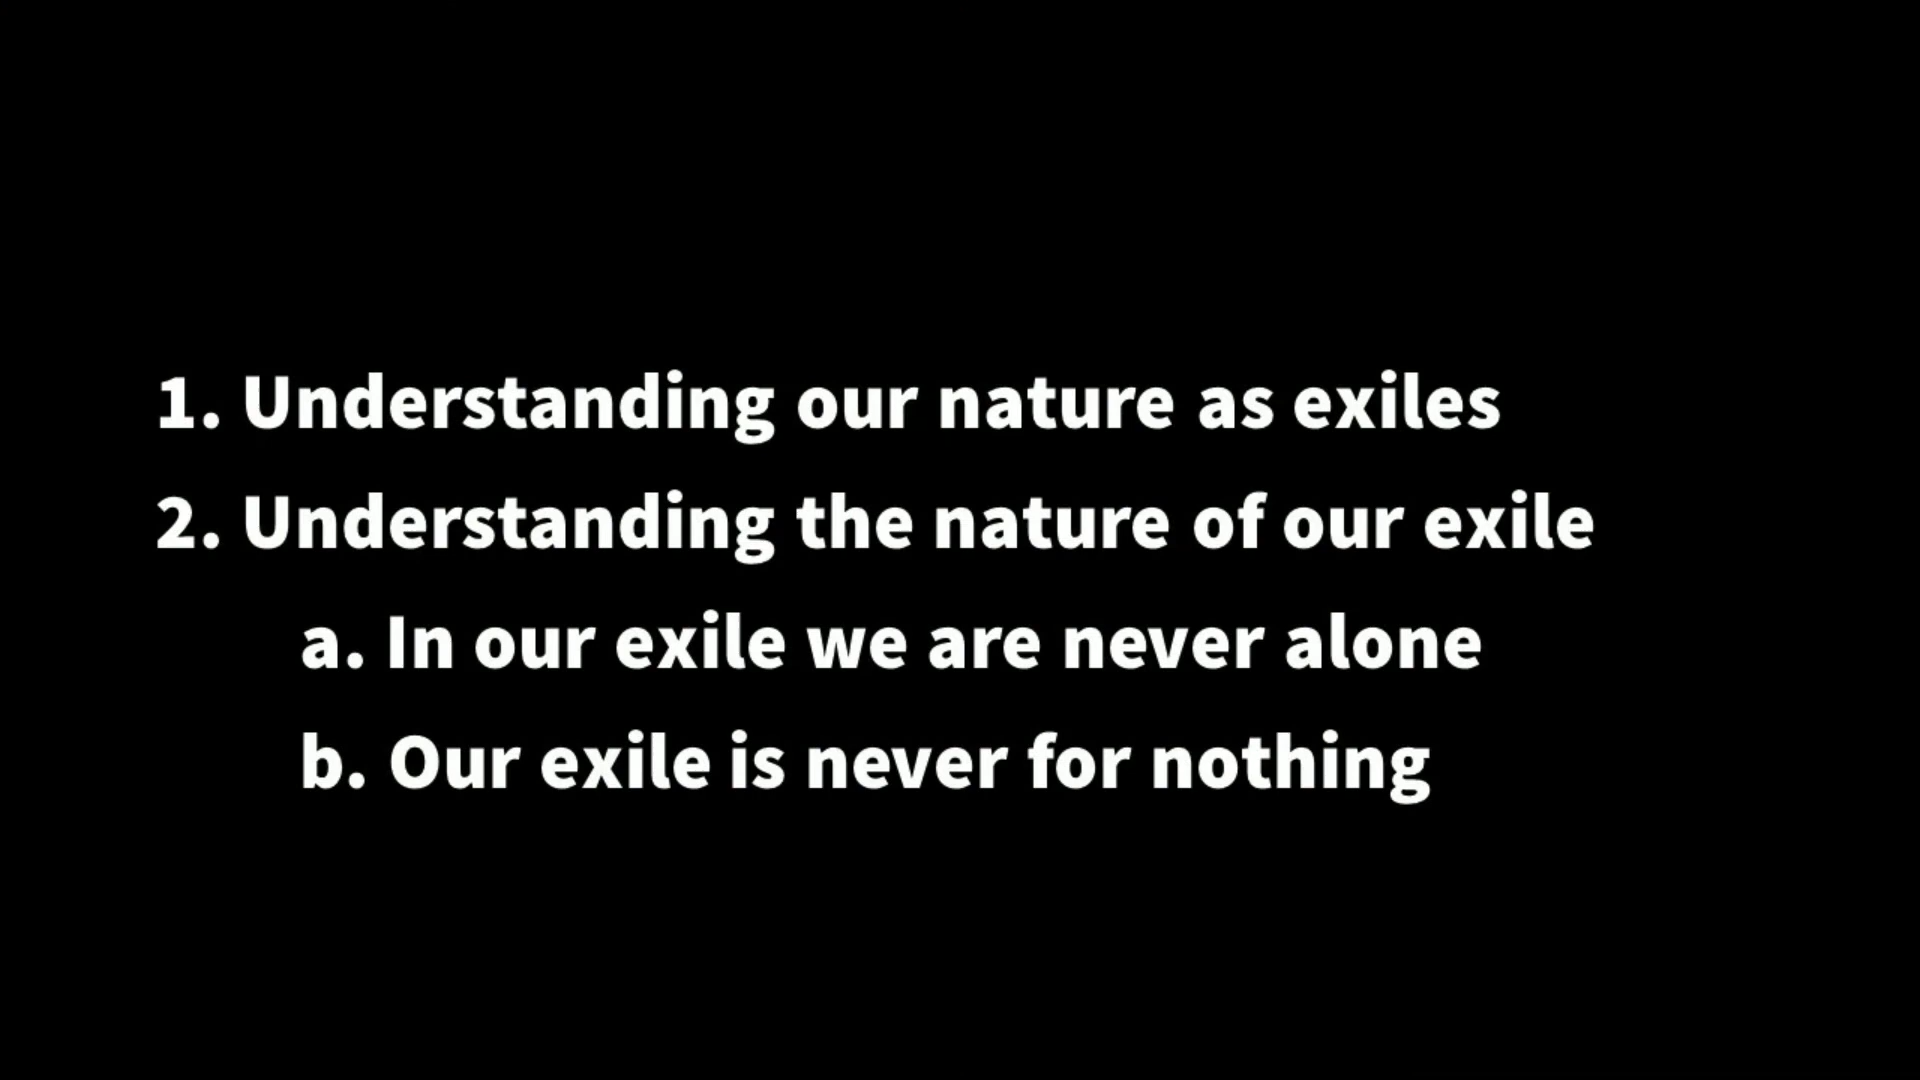 1. Understanding our nature as exiles
2. Understanding the nature of our exile
a. In our exile we are never alone
b. Our exile is never for nothing